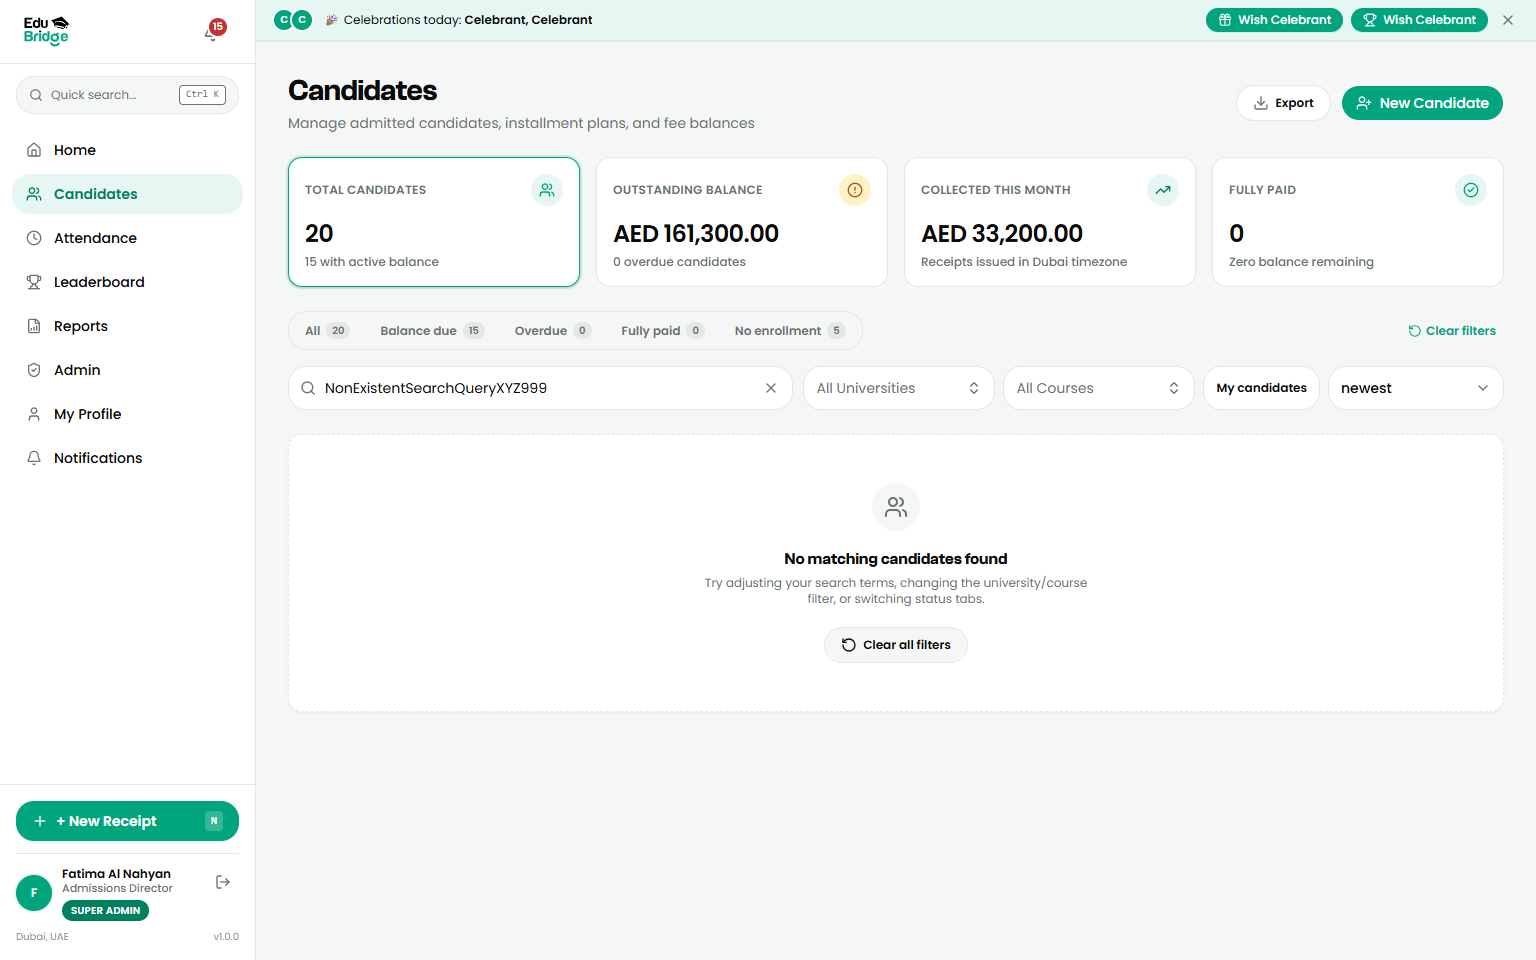 Edu
Bridge
15
Quick search...
Ctrl K
Home
Candidates
Attendance
Leaderboard
Reports
Admin
My Profile
Notifications
+ New Receipt
N
F
Fatima Al Nahyan
Admissions Director
SUPER ADMIN
Dubai, UAE
v1.0.0
C
C
Celebrations today: Celebrant, Celebrant
Wish Celebrant
Wish Celebrant
Candidates
Manage admitted candidates, installment plans, and fee balances
Export
New Candidate
TOTAL CANDIDATES
20
15 with active balance
OUTSTANDING BALANCE
AED 161,300.00
0 overdue candidates
COLLECTED THIS MONTH
AED 33,200.00
Receipts issued in Dubai timezone
FULLY PAID
0
Zero balance remaining
All 20
Balance due 15
Overdue 0
Fully paid 0
No enrollment 5
Clear filters
NonExistentSearchQueryXYZ999
All Universities
All Courses
My candidates
newest
No matching candidates found
Try adjusting your search terms, changing the university/course
filter, or switching status tabs.
Clear all filters